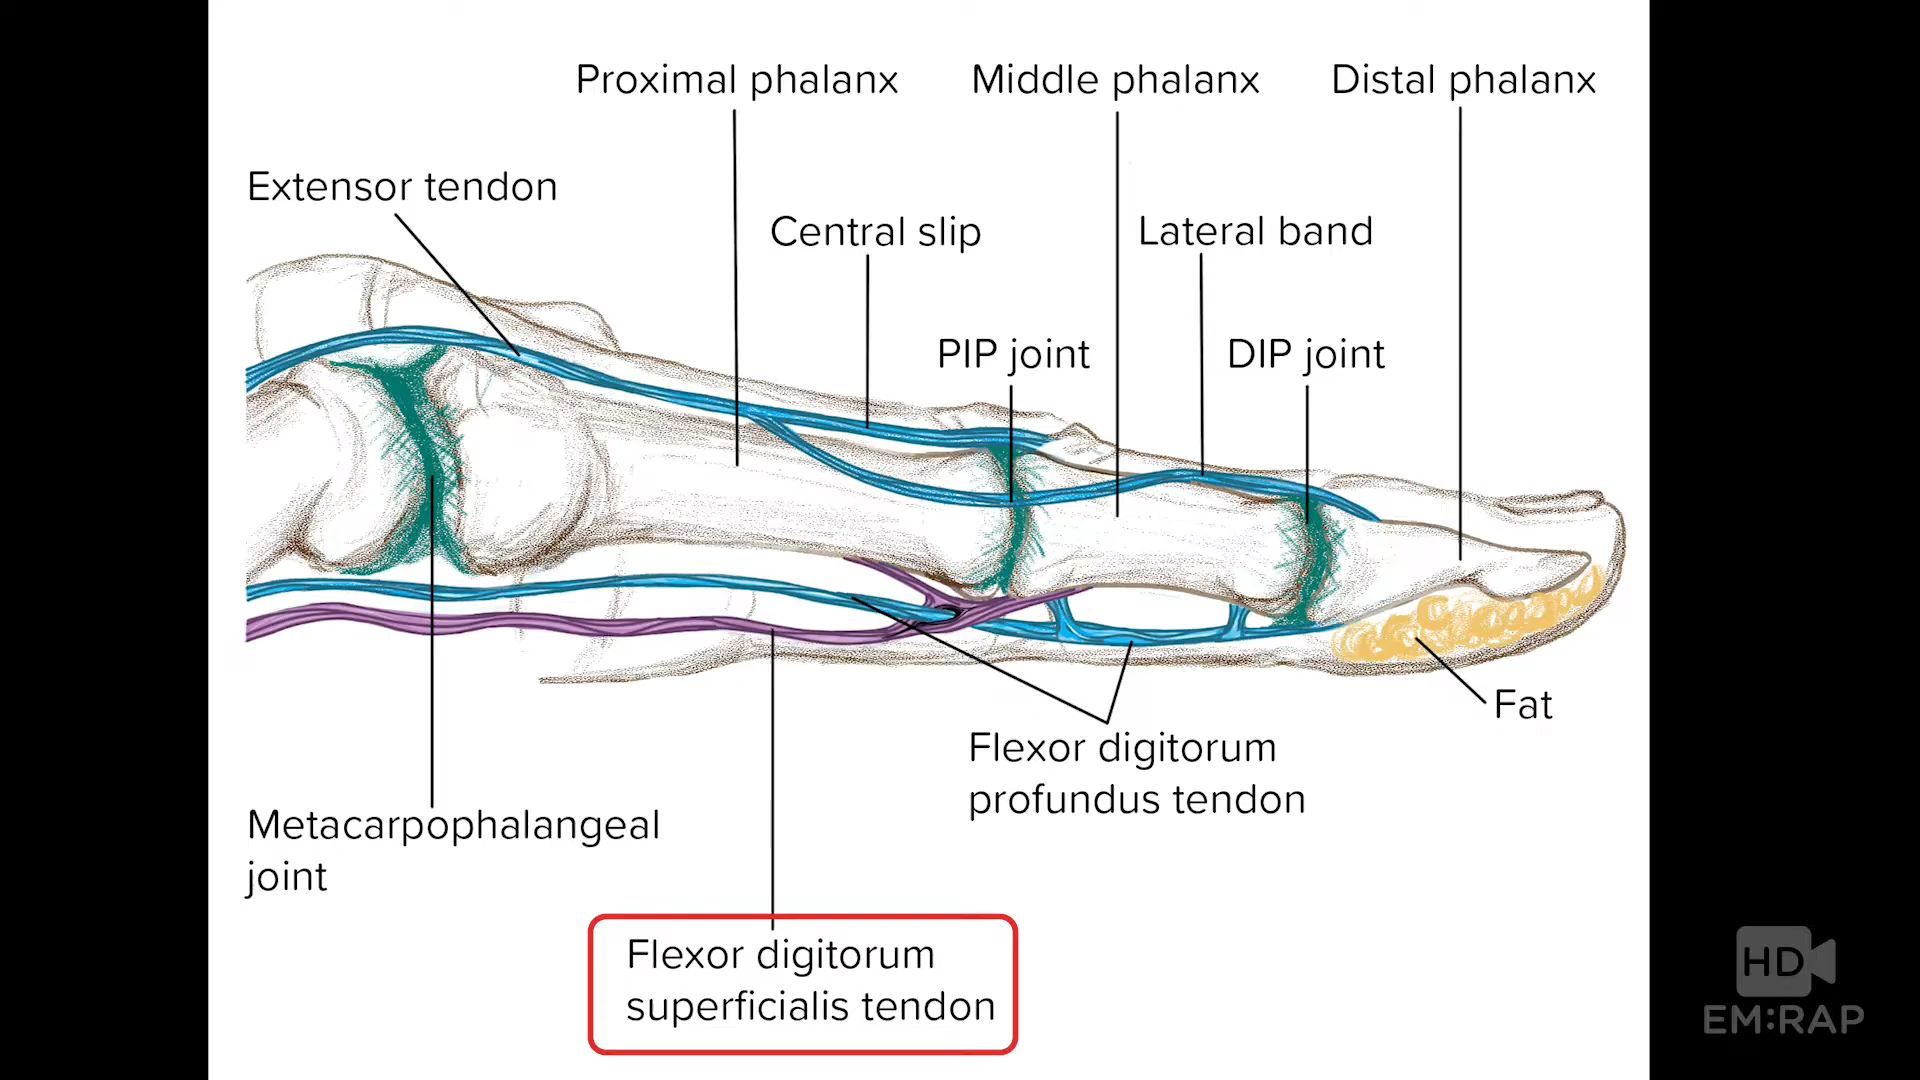 Proximal phalanx
Middle phalanx
Distal phalanx
Extensor tendon
Central slip
Lateral band
PIP joint
DIP joint
Fat
Flexor digitorum
profundus tendon
Metacarpophalangeal
joint
Flexor digitorum
superficialis tendon
HD
EM:RAP